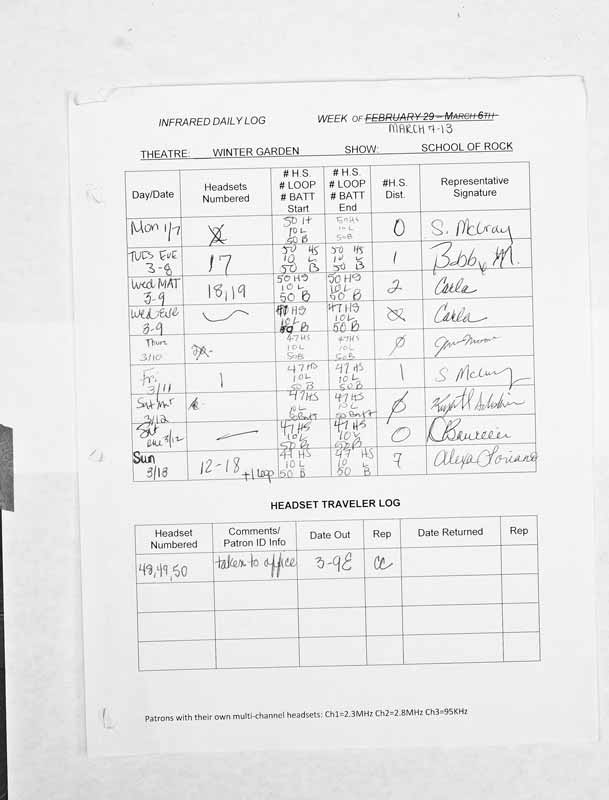 INFRARED DAILY LOG WEEK OF FEBRUARY 29 – MARCH 6TH
MARCH 7-13
THEATRE: WINTER GARDEN SHOW: SCHOOL OF ROCK
Day/Date Headsets Numbered # H.S. # LOOP # BATT Start # H.S. # LOOP # BATT End #H.S. Dist. Representative Signature
Mon 1/7 50 H 10 L 50 B 50 HS 10 L 50 B 0 S. McCray
TUES EVE 3-8 17 50 HS 10 L 50 B 50 HS 10 L 50 B 1 Bobby M.
Wed MAT 3-9 18,19 50 HS 10 L 50 B 50 HS 10 L 50 B 2 Carla
Wed Eve 3-9 47 HS 10 L 50 B 47 HS 10 L 50 B 0 Carla
Thur 3/10 47 HS 10 L 50 B 47 HS 10 L 50 B 0
Fri 3/11 1 47 HS 10 L 50 B 47 HS 10 L 50 B 1 S McCray
Sat Mat 3/12 47 HS 10 L 50 Batt 47 HS 10 L 50 Batt 0
Sat eve 3/12 — 47 HS 10 L 50 B 47 HS 10 L 50 B 0
Sun 3/13 12-18 +1 loop 47 HS 10 L 50 B 47 HS 10 L 50 B 7 Alexa
HEADSET TRAVELER LOG
Headset Numbered Comments/ Patron ID Info Date Out Rep Date Returned Rep
48,49,50 taken to office 3-9E CC
Patrons with their own multi-channel headsets: Ch1=2.3MHz Ch2=2.8MHz Ch3=95KHz